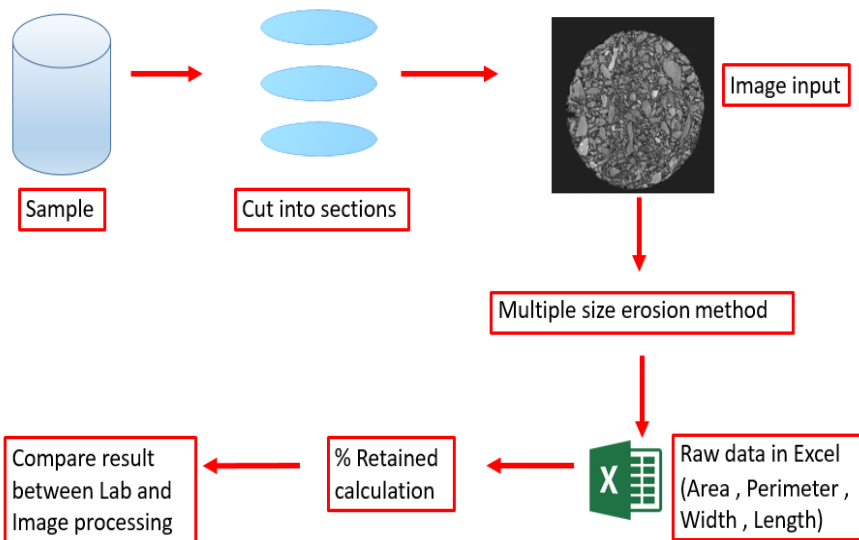 Sample
Cut into sections
Image input
Multiple size erosion method
X
Raw data in Excel
(Area , Perimeter ,
Width , Length)
% Retained
calculation
Compare result
between Lab and
Image processing